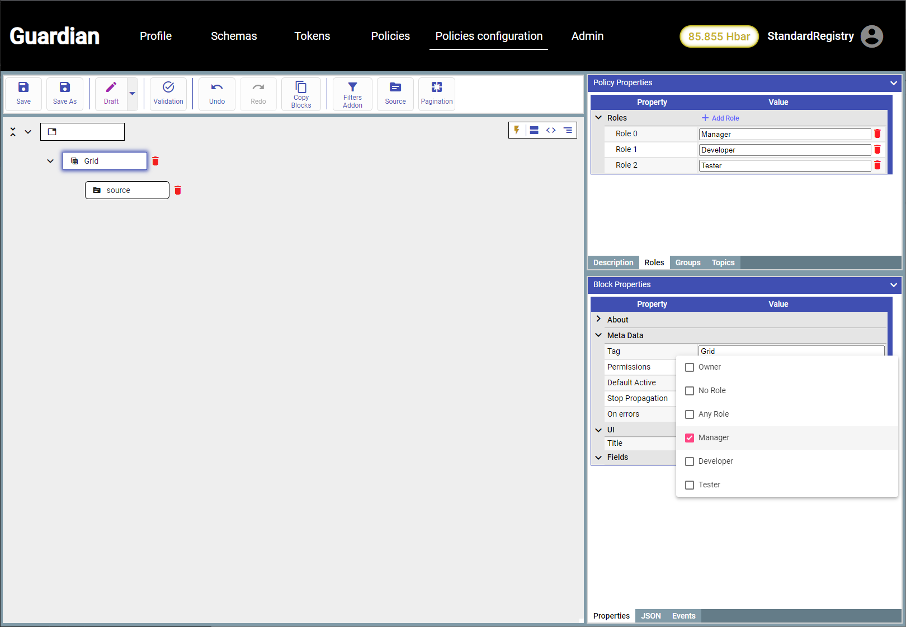 Guardian
Profile
Schemas
Tokens
Policies
Policies configuration
Admin
85.855 Hbar
StandardRegistry
Save
Save As
Draft
Validation
Undo
Redo
Copy
Blocks
Filters
Addon
Source
Pagination
Grid
source
Policy Properties
Property Value
Roles + Add Role
Role 0 Manager
Role 1 Developer
Role 2 Tester
Description Roles Groups Topics
Block Properties
Property Value
About
Meta Data
Tag Grid
Permissions
Default Active
Stop Propagation
On errors
UI
Title
Fields
Owner
No Role
Any Role
Manager
Developer
Tester
Properties JSON Events